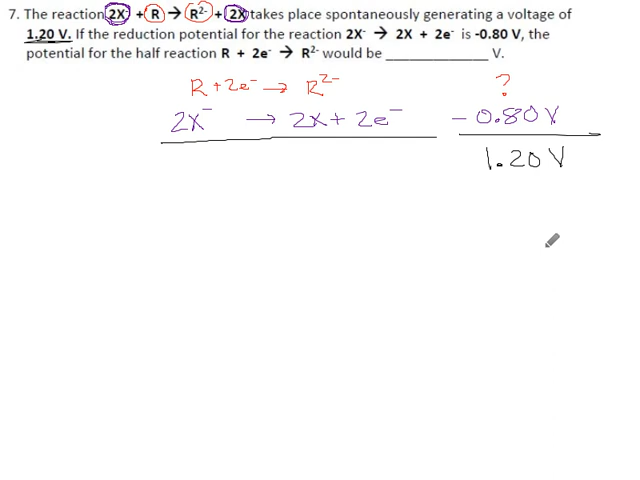 7. The reaction 2X⁻ + R → R²⁻ + 2X takes place spontaneously generating a voltage of
1.20 V. If the reduction potential for the reaction 2X⁻ → 2X + 2e⁻ is -0.80 V, the
potential for the half reaction R + 2e⁻ → R²⁻ would be ______________ V.
R + 2e⁻ → R²⁻ ?
2X⁻ → 2X + 2e⁻ - 0.80 V
1.20 V